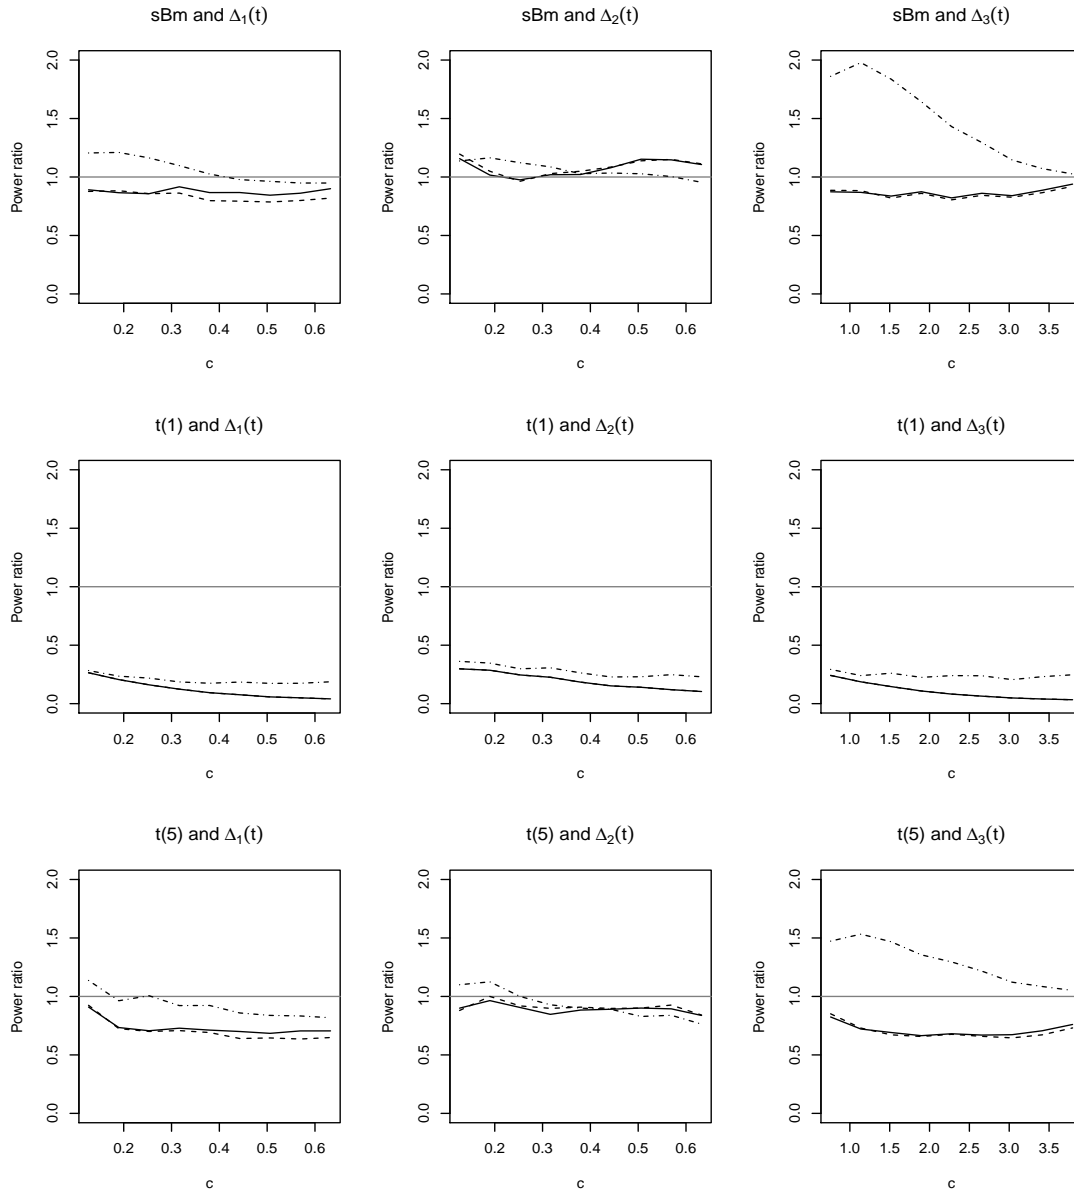 sBm and Δ₁(t)
Power ratio
0.0 0.5 1.0 1.5 2.0
0.2 0.3 0.4 0.5 0.6
c
sBm and Δ₂(t)
Power ratio
0.0 0.5 1.0 1.5 2.0
0.2 0.3 0.4 0.5 0.6
c
sBm and Δ₃(t)
Power ratio
0.0 0.5 1.0 1.5 2.0
1.0 1.5 2.0 2.5 3.0 3.5
c
t(1) and Δ₁(t)
Power ratio
0.0 0.5 1.0 1.5 2.0
0.2 0.3 0.4 0.5 0.6
c
t(1) and Δ₂(t)
Power ratio
0.0 0.5 1.0 1.5 2.0
0.2 0.3 0.4 0.5 0.6
c
t(1) and Δ₃(t)
Power ratio
0.0 0.5 1.0 1.5 2.0
1.0 1.5 2.0 2.5 3.0 3.5
c
t(5) and Δ₁(t)
Power ratio
0.0 0.5 1.0 1.5 2.0
0.2 0.3 0.4 0.5 0.6
c
t(5) and Δ₂(t)
Power ratio
0.0 0.5 1.0 1.5 2.0
0.2 0.3 0.4 0.5 0.6
c
t(5) and Δ₃(t)
Power ratio
0.0 0.5 1.0 1.5 2.0
1.0 1.5 2.0 2.5 3.0 3.5
c